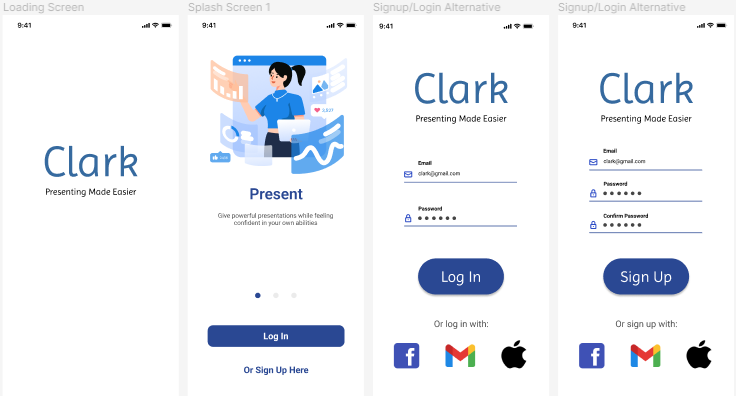 Loading Screen
9:41
Clark
Presenting Made Easier
Splash Screen 1
9:41
2,027
Present
Give powerful presentations while feeling
confident in your own abilities
Log In
Or Sign Up Here
Signup/Login Alternative
9:41
Clark
Presenting Made Easier
Email
clark@gmail.com
Password
Log In
Or log in with:
f
Signup/Login Alternative
9:41
Clark
Presenting Made Easier
Email
clark@gmail.com
Password
Confirm Password
Sign Up
Or sign up with:
f